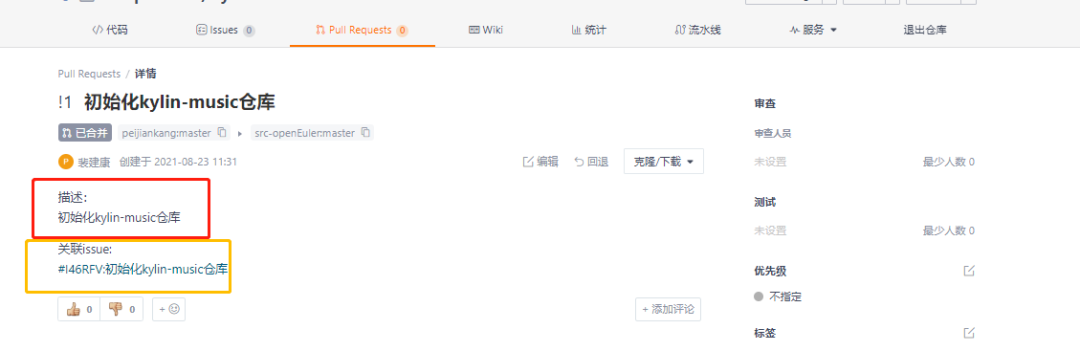 代码 Issues 0 Pull Requests 0 Wiki 统计 流水线 服务 退出仓库
Pull Requests / 详情
!1 初始化kylin-music仓库
已合并 peijiankang:master src-openEuler:master
P 裴建康 创建于 2021-08-23 11:31 编辑 回退 克隆/下载
描述:
初始化kylin-music仓库
关联issue:
#I46RFV:初始化kylin-music仓库
0 0 + + 添加评论
审查
审查人员
未设置 最少人数 0
测试
未设置 最少人数 0
优先级
不指定
标签